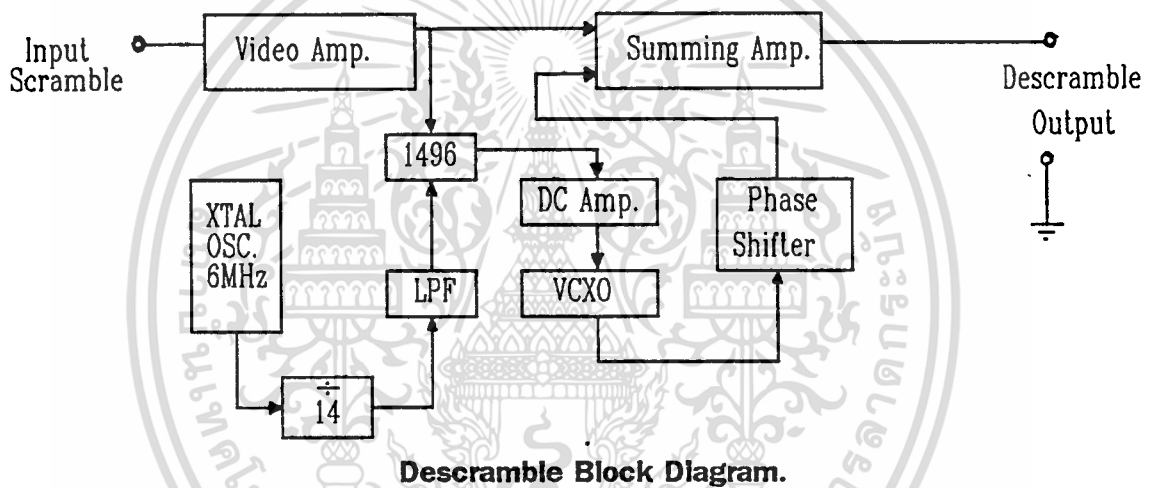 Input
Scramble
Video Amp.
Summing Amp.
Descramble
Output
1496
XTAL
OSC.
6MHz
DC Amp.
Phase
Shifter
LPF
VCXO
÷
14
Descramble Block Diagram.